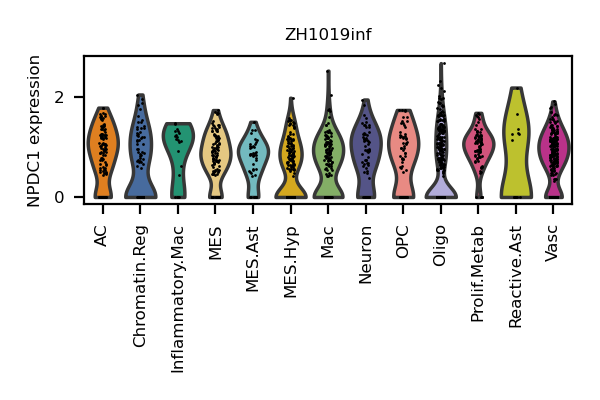 ZH1019inf
NPDC1 expression
2
0
AC
Chromatin.Reg
Inflammatory.Mac
MES
MES.Ast
MES.Hyp
Mac
Neuron
OPC
Oligo
Prolif.Metab
Reactive.Ast
Vasc